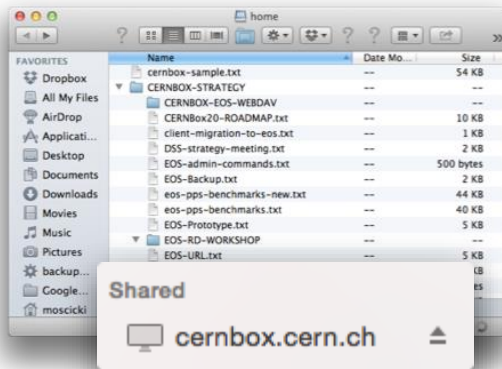 home
FAVORITES
Dropbox
All My Files
AirDrop
Applicati...
Desktop
Documents
Downloads
Movies
Music
Pictures
backup...
Google...
moscicki
Name Date Mo... Size
cernbox-sample.txt -- 54 KB
CERNBOX-STRATEGY -- --
CERNBOX-EOS-WEBDAV -- --
CERNBox20-ROADMAP.txt -- 10 KB
client-migration-to-eos.txt -- 1 KB
DSS-strategy-meeting.txt -- 2 KB
EOS-admin-commands.txt -- 500 bytes
EOS-Backup.txt -- 2 KB
eos-pps-benchmarks-new.txt -- 44 KB
eos-pps-benchmarks.txt -- 40 KB
EOS-Prototype.txt -- 5 KB
EOS-RD-WORKSHOP -- --
EOS-URL.txt -- 5 KB
KB
Shared
cernbox.cern.ch